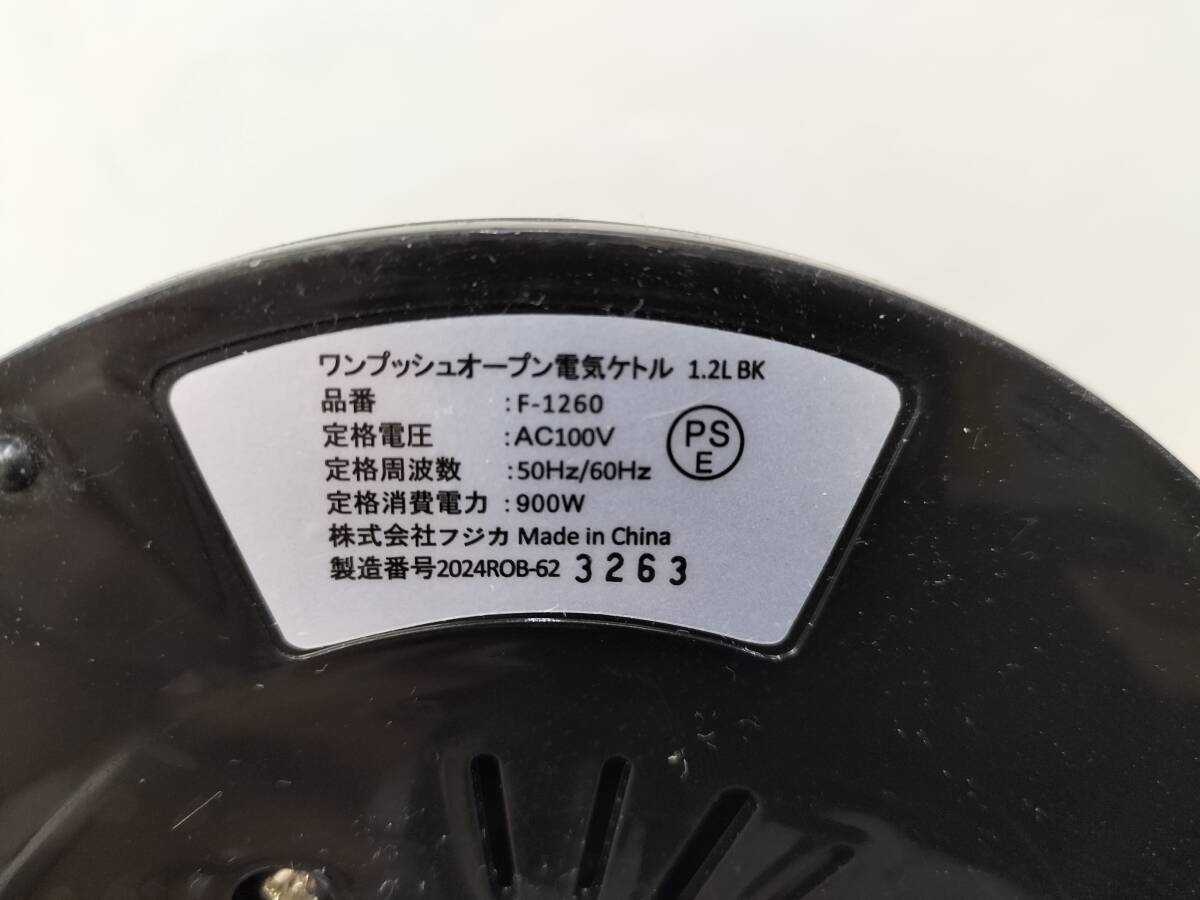 ワンプッシュオープン電気ケトル 1.2L BK
品番 :F-1260
定格電圧 :AC100V
定格周波数 :50Hz/60Hz
定格消費電力 :900W
PS
E
株式会社フジカ Made in China
製造番号2024ROB-62 3263